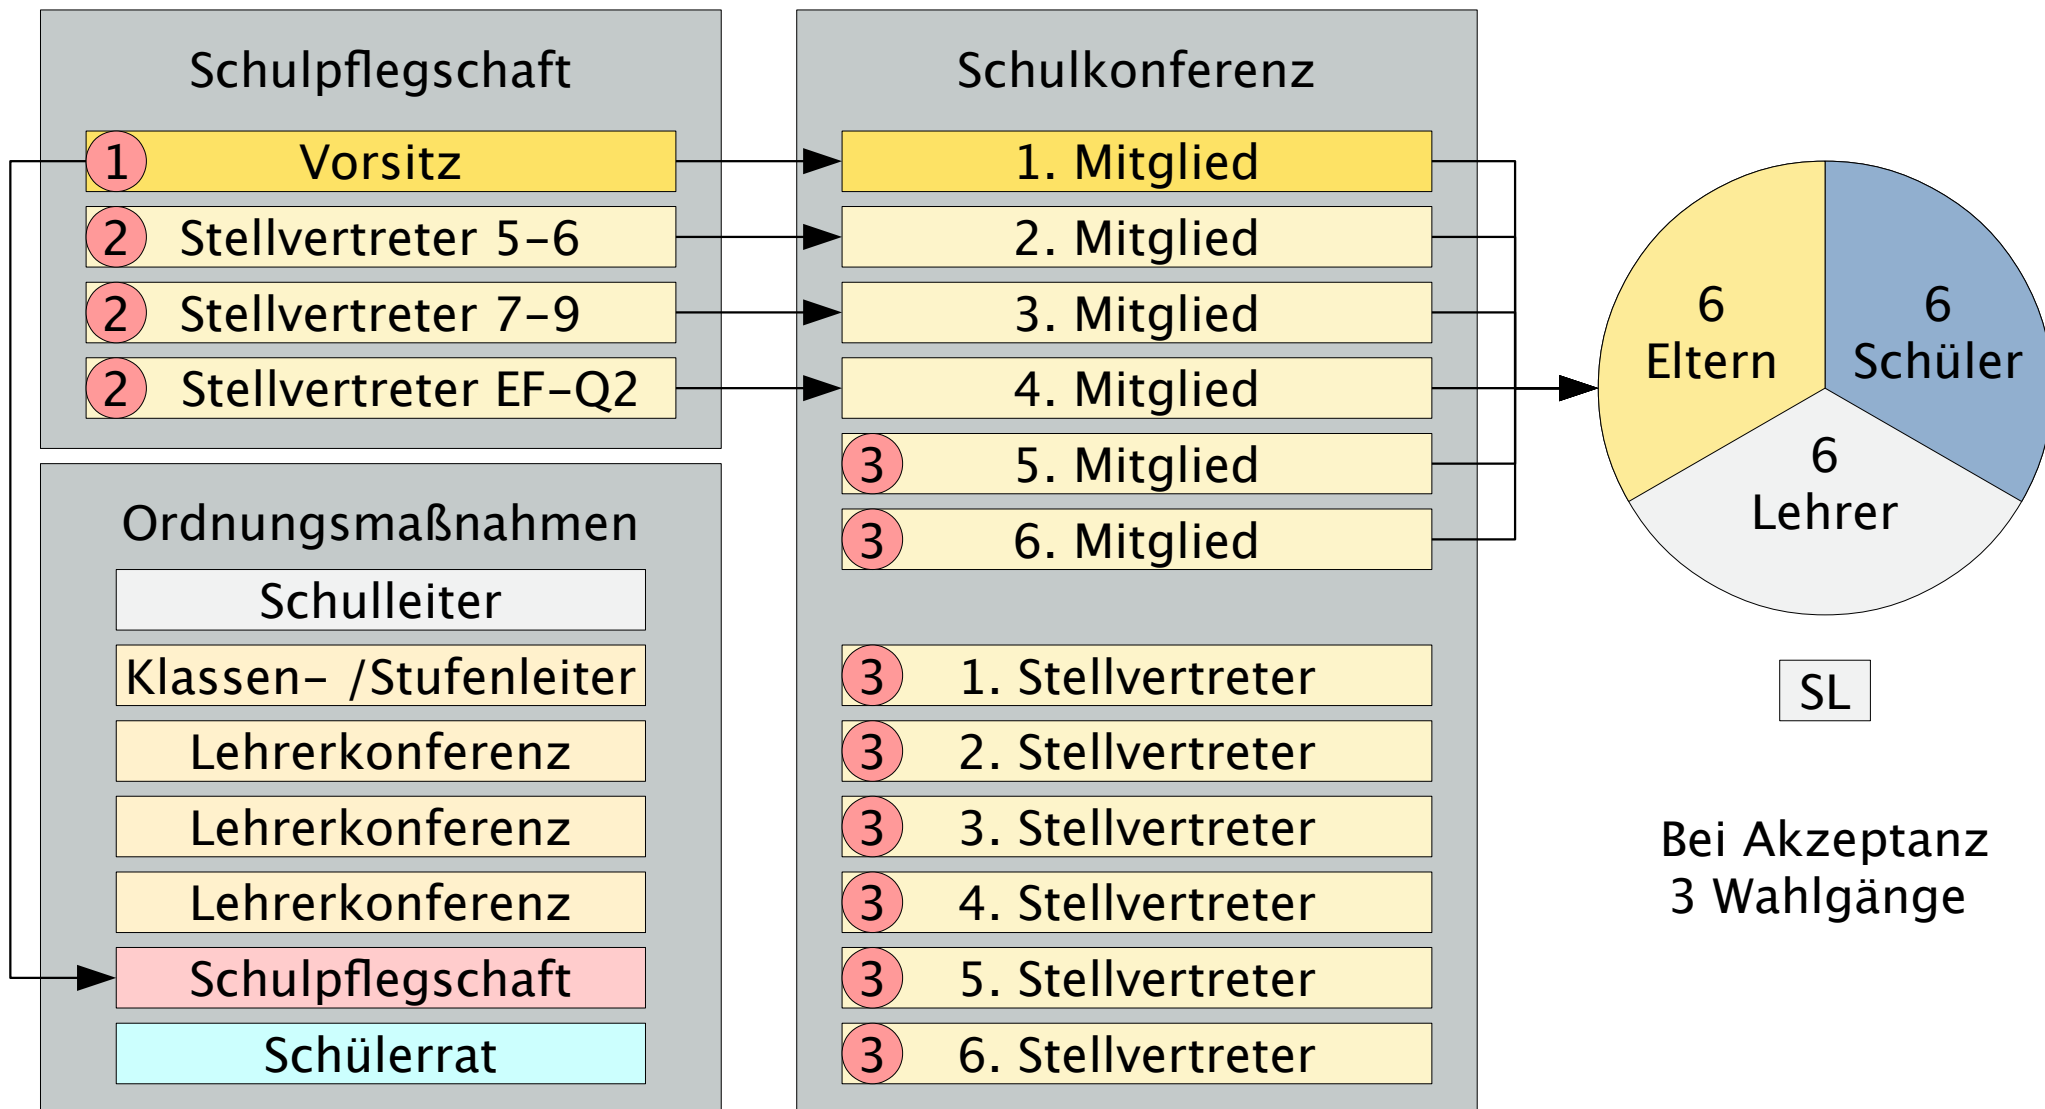 Schulpflegschaft
1 Vorsitz
2 Stellvertreter 5-6
2 Stellvertreter 7-9
2 Stellvertreter EF-Q2
Ordnungsmaßnahmen
Schulleiter
Klassen- /Stufenleiter
Lehrerkonferenz
Lehrerkonferenz
Lehrerkonferenz
Schulpflegschaft
Schülerrat
Schulkonferenz
1. Mitglied
2. Mitglied
3. Mitglied
4. Mitglied
3 5. Mitglied
3 6. Mitglied
3 1. Stellvertreter
3 2. Stellvertreter
3 3. Stellvertreter
3 4. Stellvertreter
3 5. Stellvertreter
3 6. Stellvertreter
6
Eltern
6
Schüler
6
Lehrer
SL
Bei Akzeptanz
3 Wahlgänge